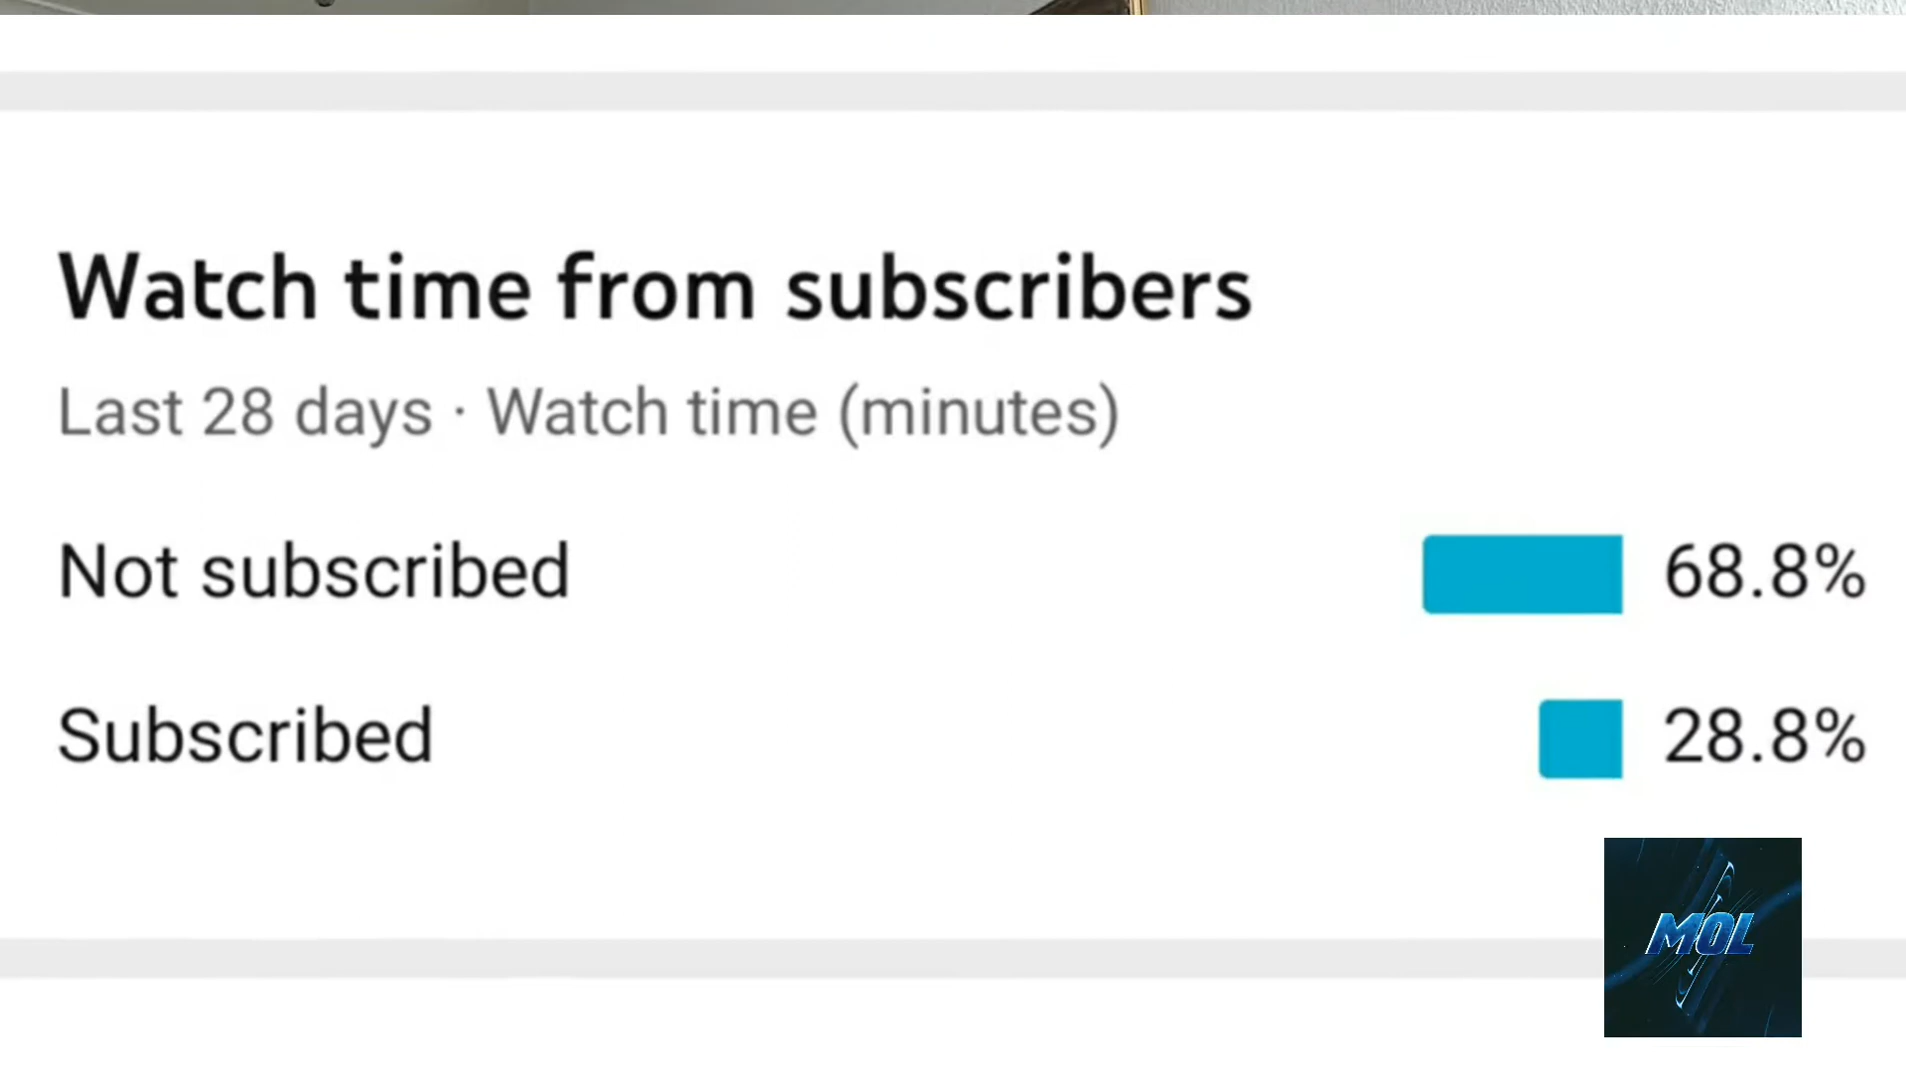 Watch time from subscribers
Last 28 days · Watch time (minutes)
Not subscribed 68.8%
Subscribed 28.8%
MOL